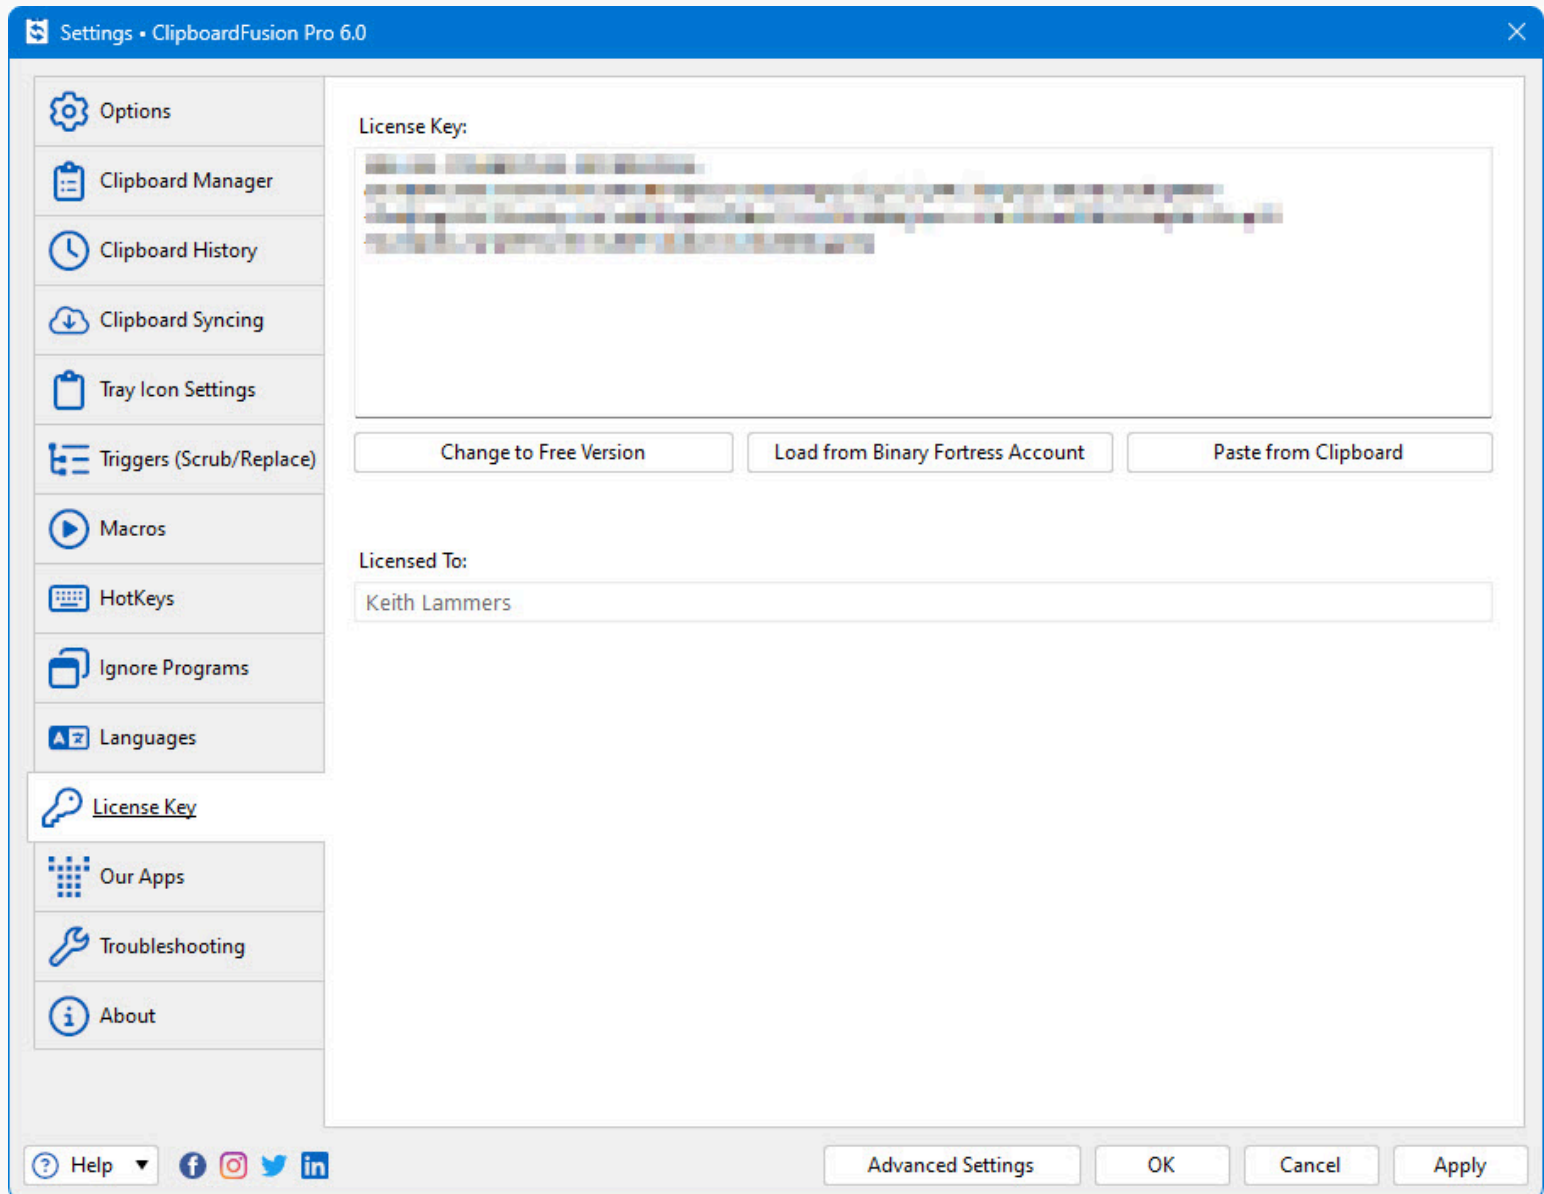 Settings • ClipboardFusion Pro 6.0
Options
Clipboard Manager
Clipboard History
Clipboard Syncing
Tray Icon Settings
Triggers (Scrub/Replace)
Macros
HotKeys
Ignore Programs
Languages
License Key
Our Apps
Troubleshooting
About
License Key:
Change to Free Version
Load from Binary Fortress Account
Paste from Clipboard
Licensed To:
Keith Lammers
Help
Advanced Settings
OK
Cancel
Apply